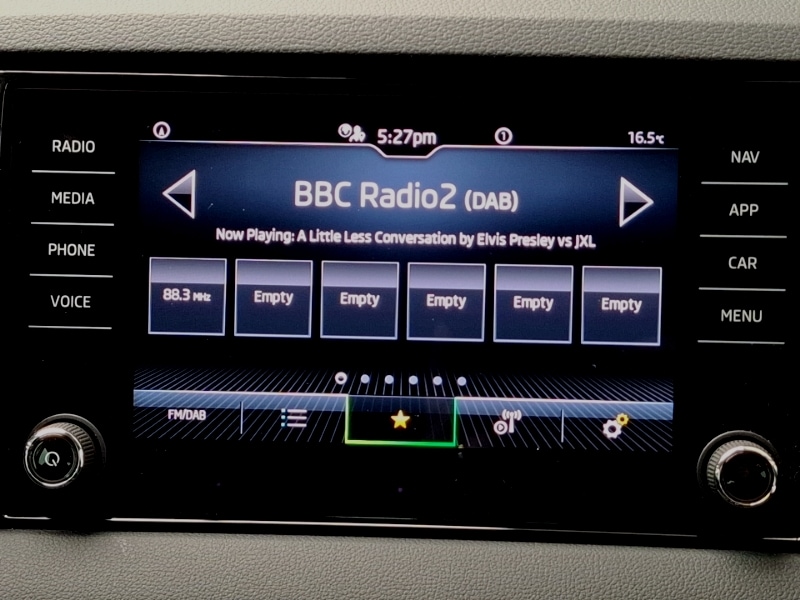 RADIO
MEDIA
PHONE
VOICE
5:27pm
1
16.5°C
BBC Radio2 (DAB)
Now Playing: A Little Less Conversation by Elvis Presley vs JXL
88.3 MHz
Empty
Empty
Empty
Empty
Empty
FM/DAB
NAV
APP
CAR
MENU